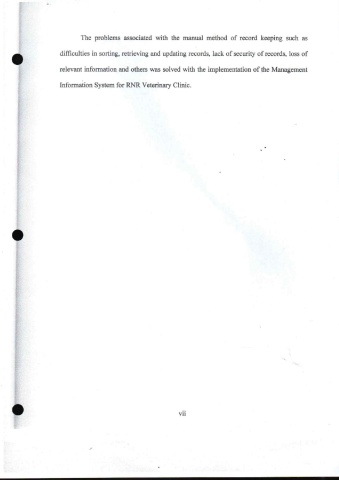 The problems associated with the manual method of record keeping such as
difficulties in sorting, retrieving and updating records, lack of security of records, loss of
relevant information and others was solved with the implementation of the Management
Information System for RNR Veterinary Clinic.
vii